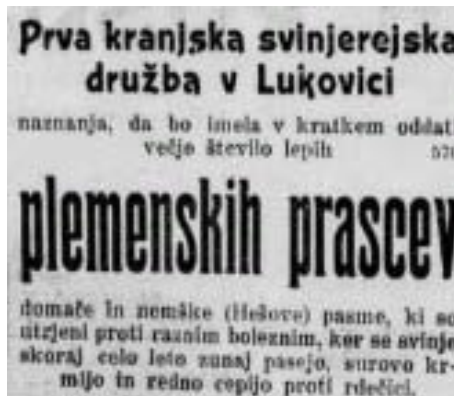 Prva kranjska svinjerejska
družba v Lukovici
naznanja, da bo imela v kratkem oddati
večje število lepih
plemenskih prascev
domače in nemške (Hešove) pasme, ki so
utrjeni proti raznim boleznim, ker se svinje
skoraj celo leto zunaj pasejo, surovo kr-
mijo in redno cepijo proti rdečici.